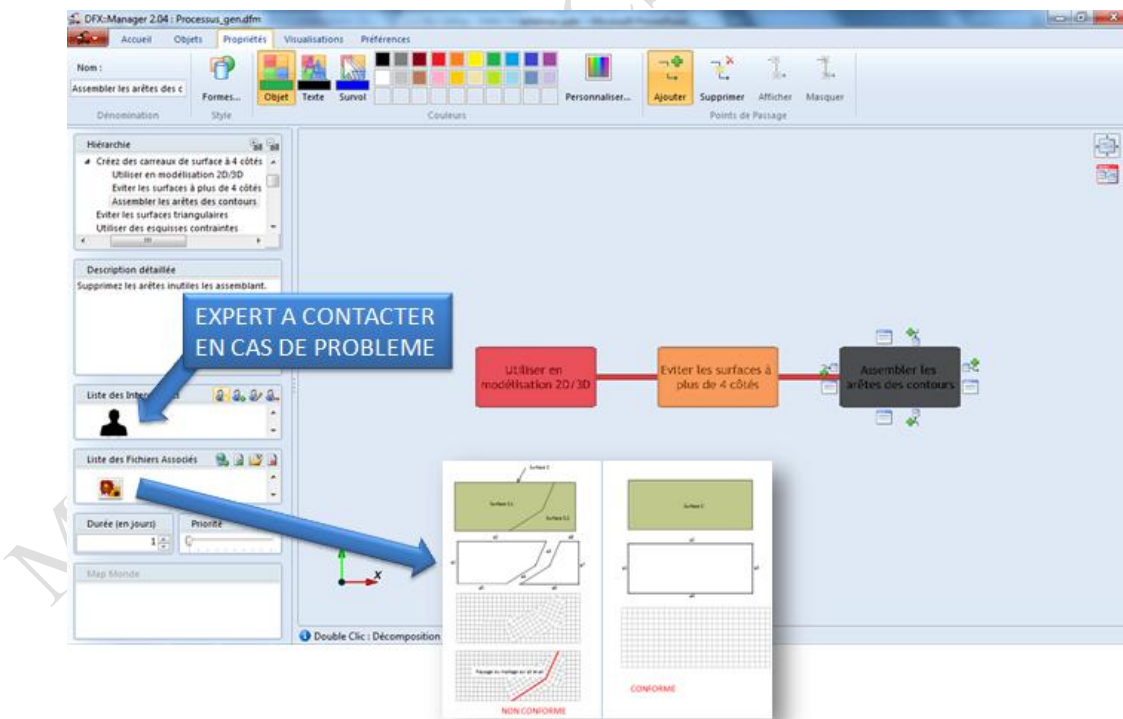 DFX::Manager 2.04 : Processus_gen.dfm
Accueil Objets Propriétés Visualisations Préférences
Nom :
Assembler les arêtes des c
Formes...
Objet Texte Survol
Personnaliser...
Ajouter Supprimer Afficher Masquer
Dénomination Style Couleurs Points de Passage
Hiérarchie
Créez des carreaux de surface à 4 côtés
Utiliser en modélisation 2D/3D
Eviter les surfaces à plus de 4 côtés
Assembler les arêtes des contours
Eviter les surfaces triangulaires
Utiliser des esquisses contraintes
Description détaillée
Supprimez les arêtes inutiles les assemblant.
EXPERT A CONTACTER
EN CAS DE PROBLEME
Liste des
Liste des Fichiers Associés
Durée (en jours) Priorité
1
Map Monde
Utiliser en
modélisation 2D/3D
Eviter les surfaces à
plus de 4 côtés
Assembler les
arêtes des contours
X
Double Clic : Décomposition
NON CONFORME
CONFORME